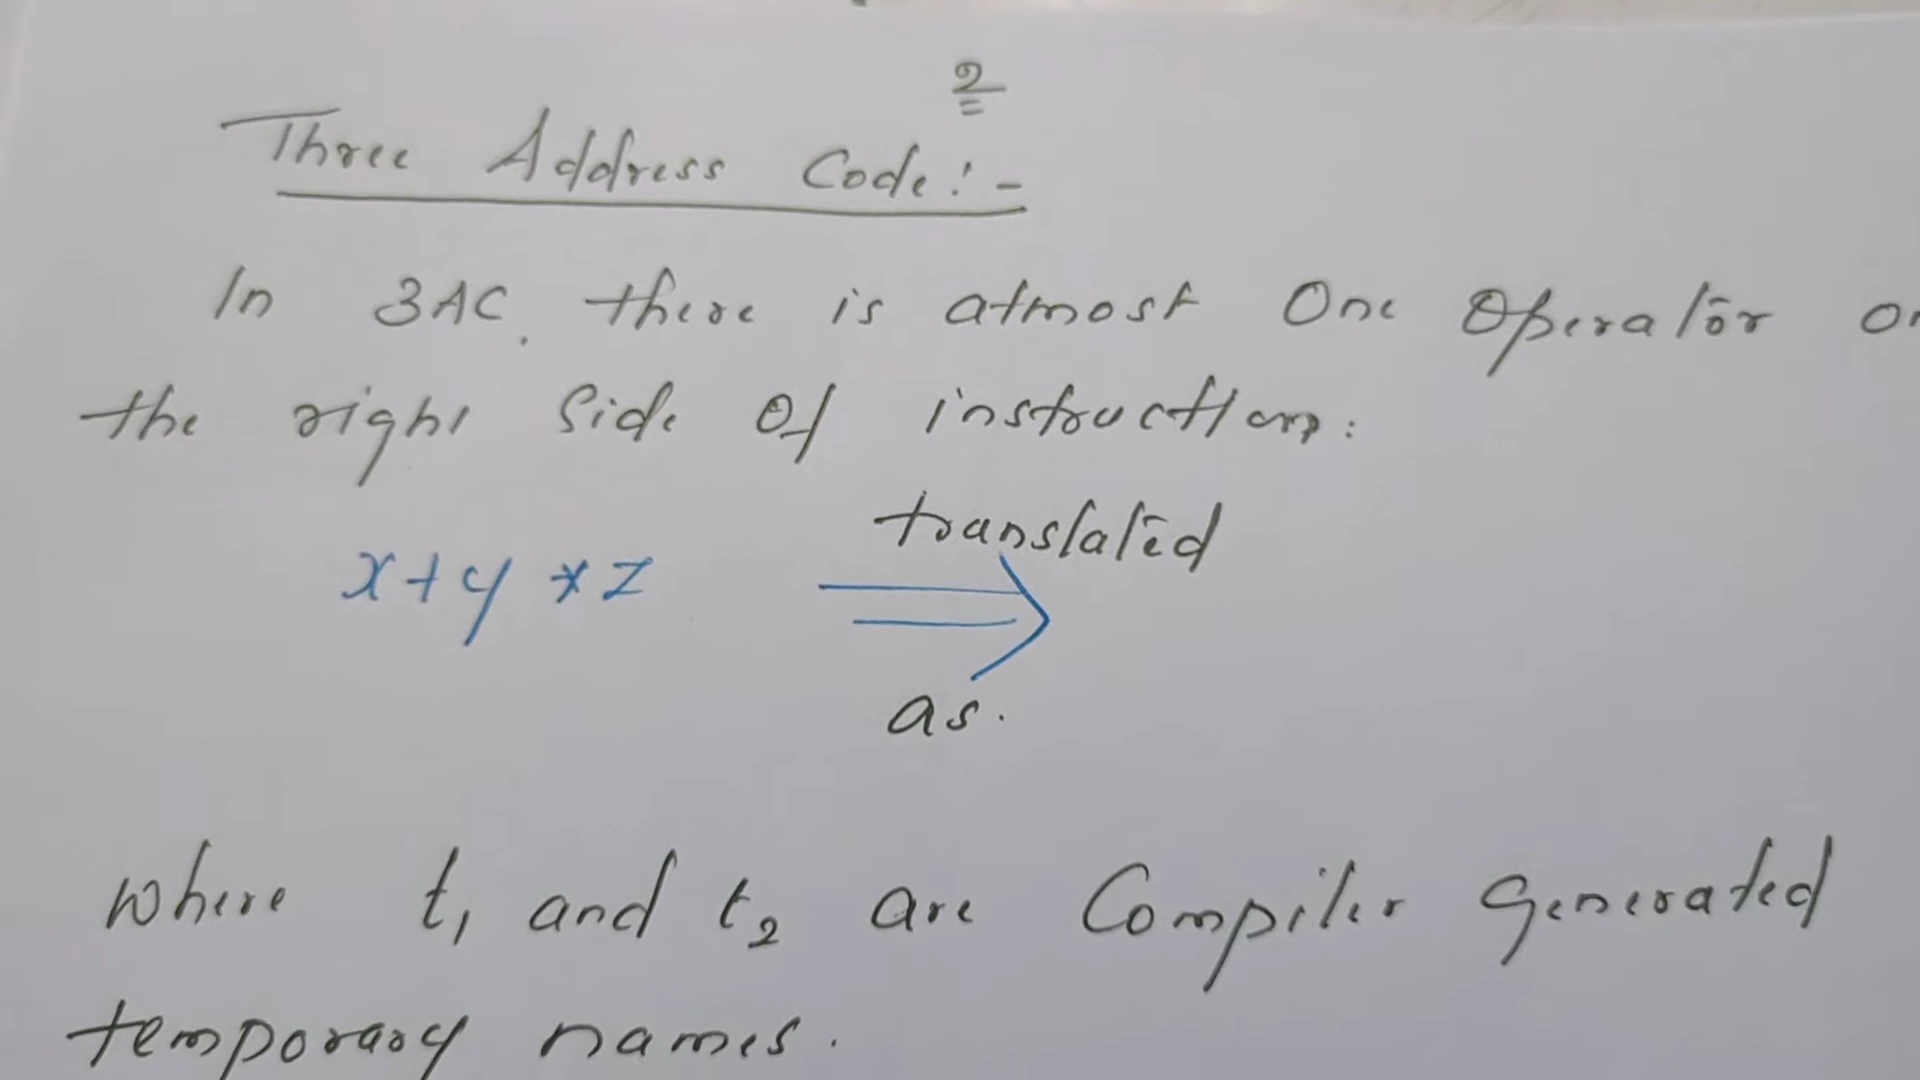 2
Three Address Code:-
In 3AC, there is atmost One Operator
the right side of instruction.
translated
x+y *z
as.
where t1 and t2 are Compiler generated
temporary names.